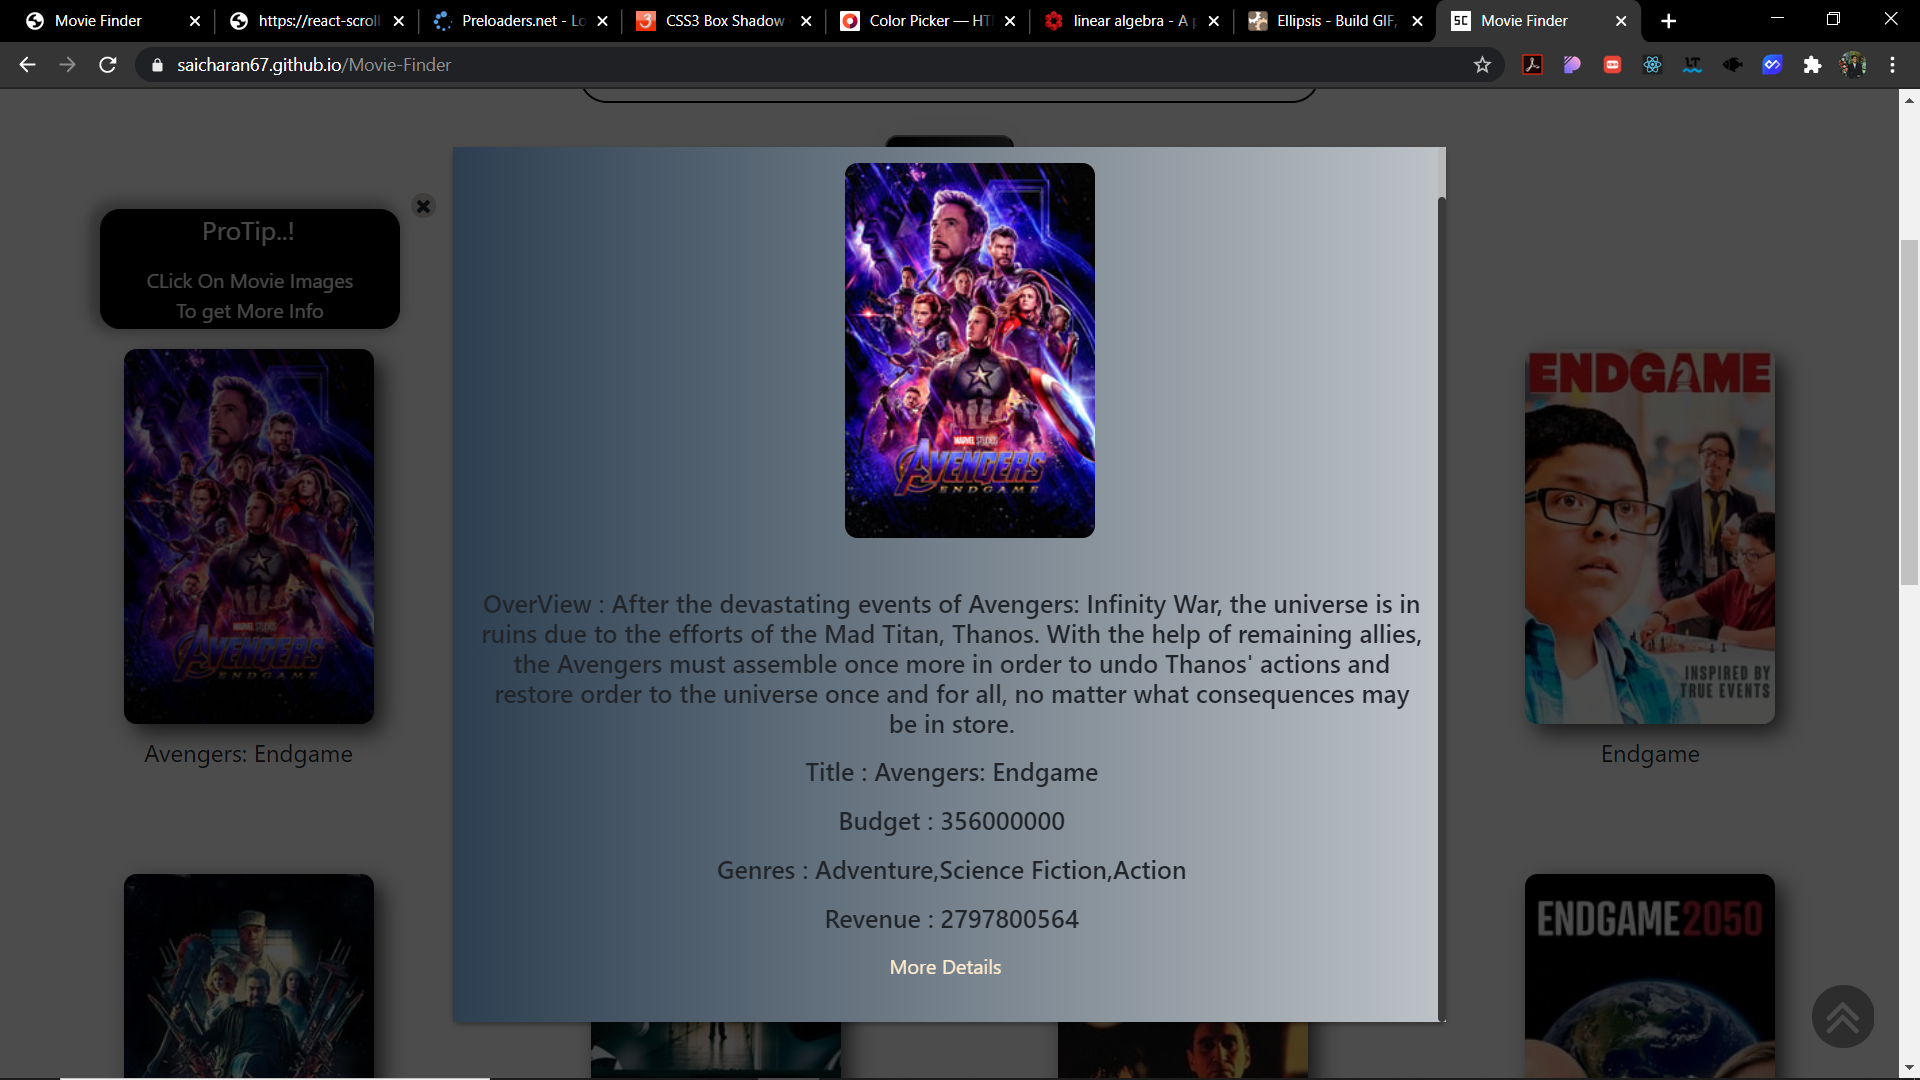 Movie Finder
https://react-scroll
Preloaders.net - Lo
CSS3 Box Shadow
Color Picker — HT
linear algebra - A p
Ellipsis - Build GIF,
SC Movie Finder
saicharan67.github.io/Movie-Finder
ProTip..!
CLick On Movie Images
To get More Info
MARVEL STUDIOS
AVENGERS
ENDGAME
Avengers: Endgame
MARVEL STUDIOS
AVENGERS
ENDGAME
OverView : After the devastating events of Avengers: Infinity War, the universe is in
ruins due to the efforts of the Mad Titan, Thanos. With the help of remaining allies,
the Avengers must assemble once more in order to undo Thanos' actions and
restore order to the universe once and for all, no matter what consequences may
be in store.
Title : Avengers: Endgame
Budget : 356000000
Genres : Adventure,Science Fiction,Action
Revenue : 2797800564
More Details
ENDGAME
INSPIRED BY
TRUE EVENTS
Endgame
ENDGAME2050